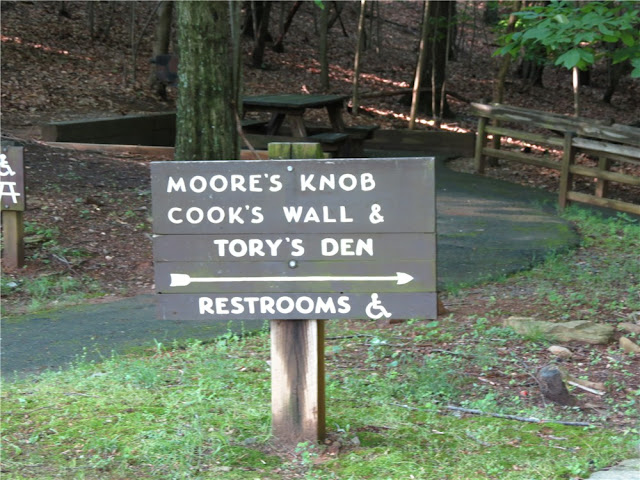 MOORE'S KNOB
COOK'S WALL &
TORY'S DEN
RESTROOMS